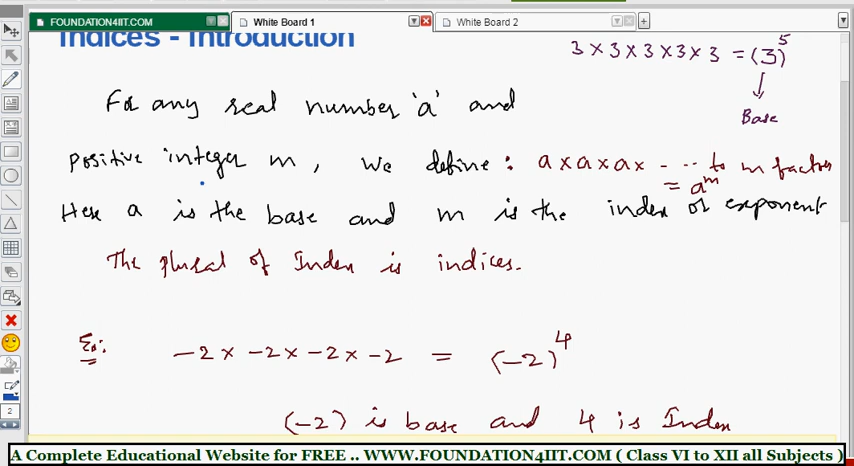 FOUNDATION4IIT.COM
White Board 1
White Board 2
Indices - Introduction
3 × 3 × 3 × 3 × 3 = (3)^5
Base
For any real number 'a' and
positive integer m, we define: a × a × a × - ... to m factors
= a^m
Here a is the base and m is the index or exponent
The plural of Index is indices.
Ex:
-2 × -2 × -2 × -2 = (-2)^4
(-2) is base and 4 is Index
2
A Complete Educational Website for FREE .. WWW.FOUNDATION4IIT.COM ( Class VI to XII all Subjects )